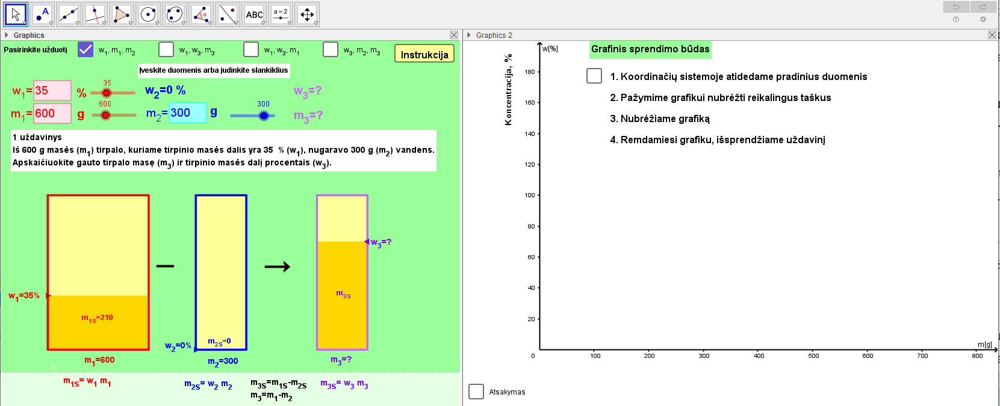 A
α
ABC
a = 2
Graphics
Pasirinkite užduotį
w1, m1, m2
w1, w3, m3
w1, w3, m1
w3, m2, m3
Instrukcija
Įveskite duomenis arba judinkite slankiklius
w1= 35 %
35
w2=0 %
w3=?
m1= 600 g
600
m2= 300 g
300
m3=?
1 uždavinys
Iš 600 g masės (m1) tirpalo, kuriame tirpinio masės dalis yra 35 % (w1), nugaravo 300 g (m2) vandens.
Apskaičiuokite gauto tirpalo masę (m3) ir tirpinio masės dalį procentais (w3).
w3=?
m3S
w1=35%
m1S=210
w2=0%
m2S=0
m1=600
m2=300
m3=?
0
m1S= w1 m1
m2S= w2 m2
m3S=m1S-m2S
m3=m1-m2
m3S= w3 m3
Graphics 2
w[%]
Koncentracija, %
Grafinis sprendimo būdas
1. Koordinačių sistemoje atidedame pradinius duomenis
2. Pažymime grafikui nubrėžti reikalingus taškus
3. Nubrėžiame grafiką
4. Remdamiesi grafiku, išsprendžiame uždavinį
180
160
140
120
100
80
60
40
20
m[g]
0 100 200 300 400 500 600 700 800
Atsakymas